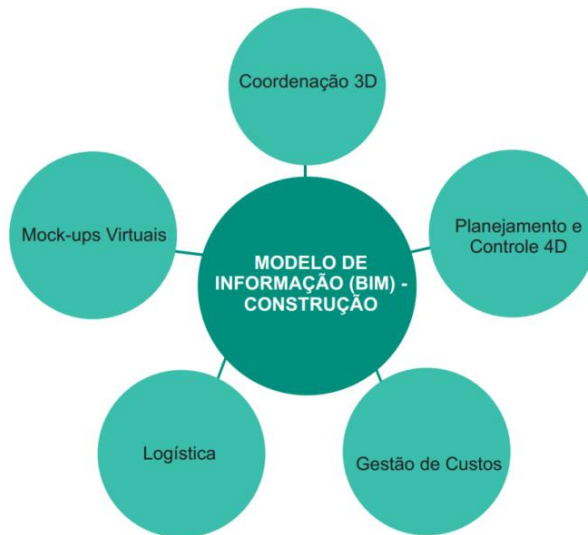 Coordenação 3D
Mock-ups Virtuais
Planejamento e
Controle 4D
MODELO DE
INFORMAÇÃO (BIM) -
CONSTRUÇÃO
Logística
Gestão de Custos